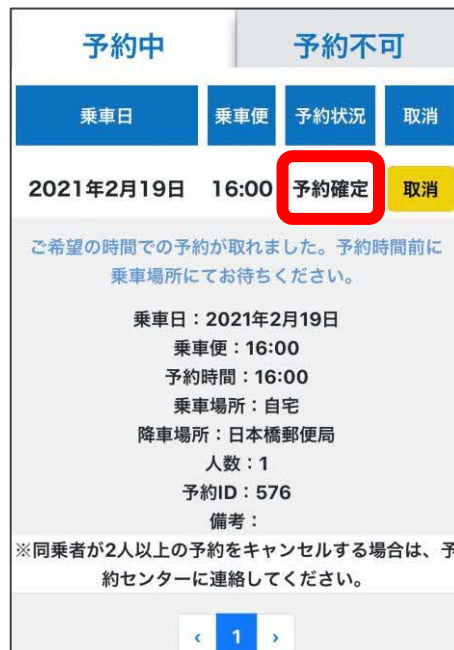 予約中 予約不可
乗車日 乗車便 予約状況 取消
2021年2月19日 16:00 予約確定 取消
ご希望の時間での予約が取れました。予約時間前に
乗車場所にてお待ちください。
乗車日：2021年2月19日
乗車便：16:00
予約時間：16:00
乗車場所：自宅
降車場所：日本橋郵便局
人数：1
予約ID：576
備考：
※同乗者が2人以上の予約をキャンセルする場合は、予
約センターに連絡してください。
‹ 1 ›